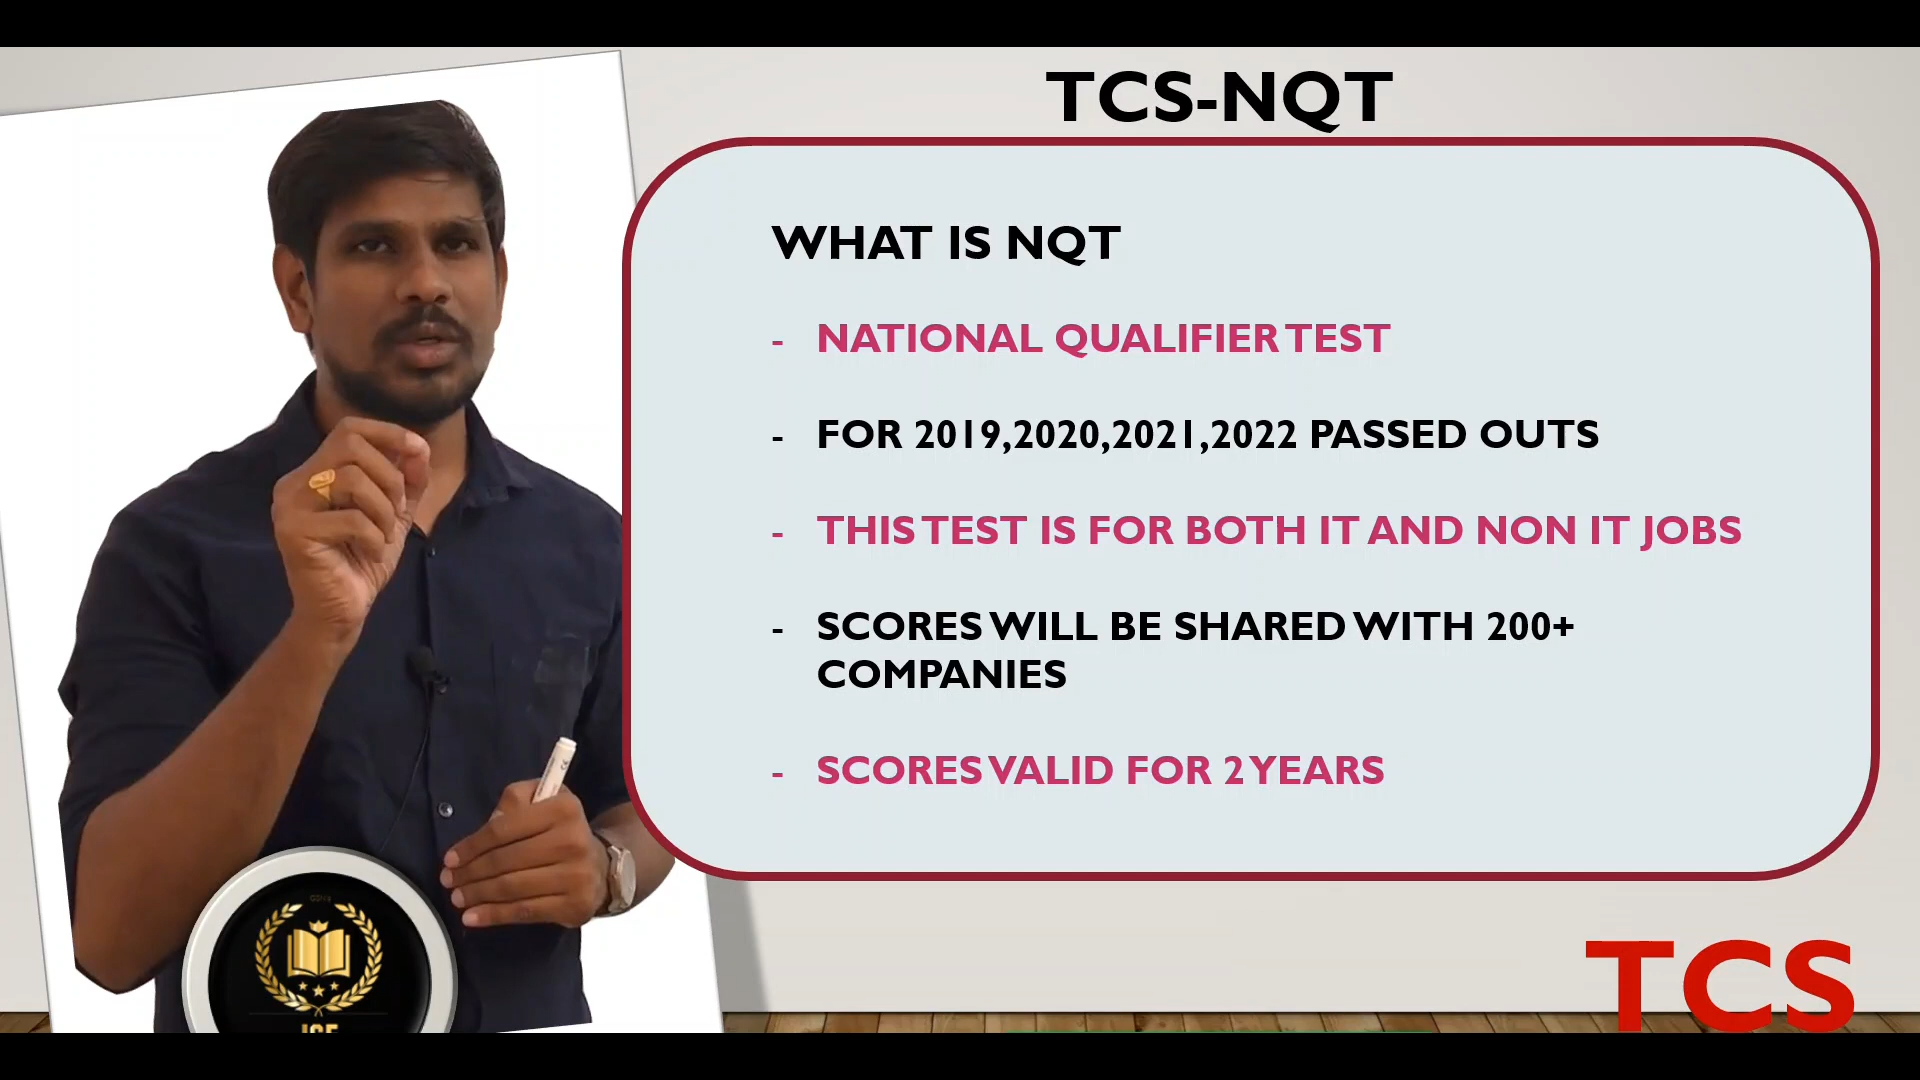 TCS-NQT
WHAT IS NQT
- NATIONAL QUALIFIER TEST
- FOR 2019,2020,2021,2022 PASSED OUTS
- THIS TEST IS FOR BOTH IT AND NON IT JOBS
- SCORES WILL BE SHARED WITH 200+
COMPANIES
- SCORES VALID FOR 2 YEARS
TCS